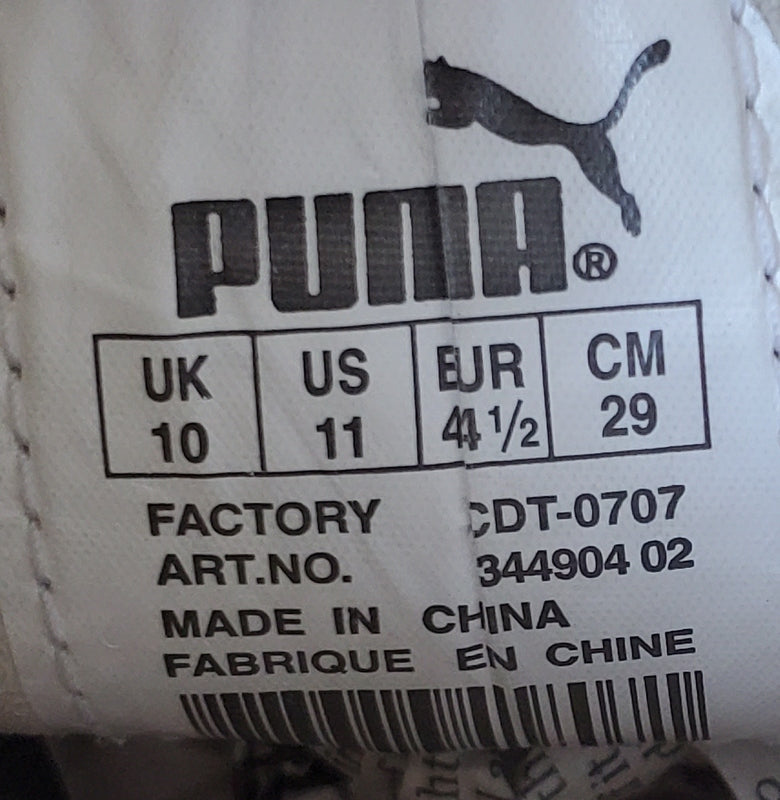 PUMA®
UK US EUR CM
10 11 44 1/2 29
FACTORY CDT-0707
ART.NO. 344904 02
MADE IN CHINA
FABRIQUE EN CHINE